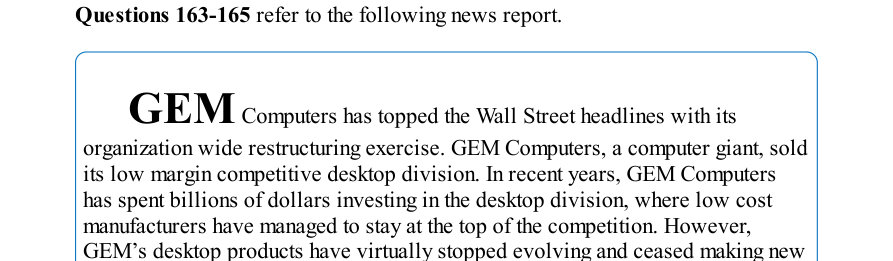 Questions 163-165 refer to the following news report.
GEM Computers has topped the Wall Street headlines with its
organization wide restructuring exercise. GEM Computers, a computer giant, sold
its low margin competitive desktop division. In recent years, GEM Computers
has spent billions of dollars investing in the desktop division, where low cost
manufacturers have managed to stay at the top of the competition. However,
GEM’s desktop products have virtually stopped evolving and ceased making new